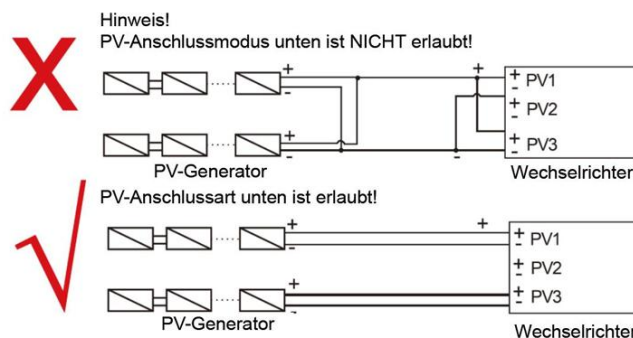 Hinweis!
PV-Anschlussmodus unten ist NICHT erlaubt!
+
-
+
+
-
PV1
+
-
PV2
+
-
+
-
PV3
-
PV-Generator
Wechselrichter
PV-Anschlussart unten ist erlaubt!
+
-
+
+
-
PV1
+
-
PV2
+
-
+
-
PV3
PV-Generator
Wechselrichter